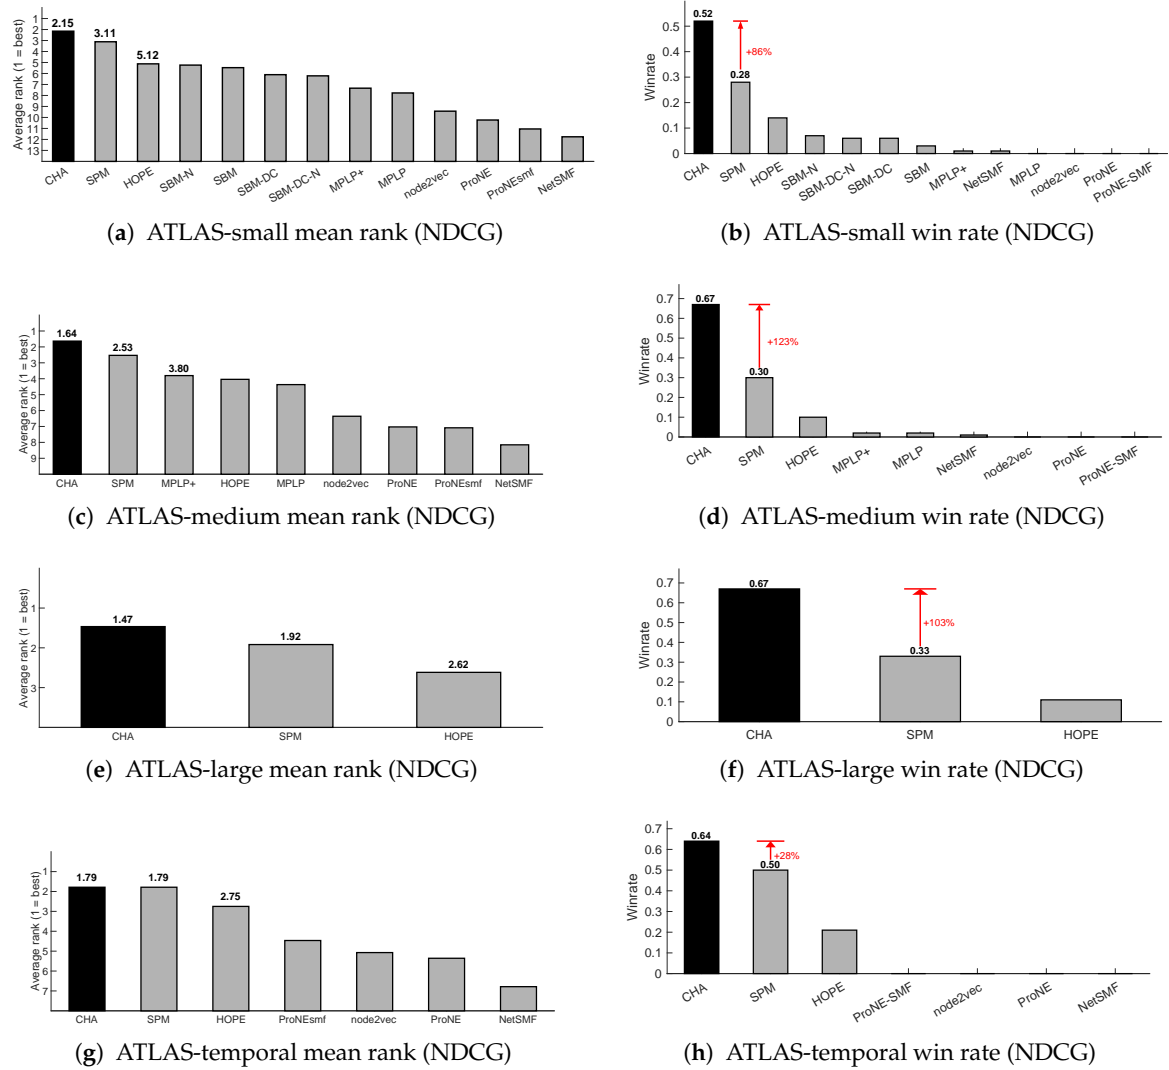 Average rank (1 = best)
1
2
3
4
5
6
7
8
9
10
11
12
13
2.15
3.11
5.12
CHA
SPM
HOPE
SBM-N
SBM
SBM-DC
SBM-DC-N
MPLP+
MPLP
node2vec
ProNE
ProNEsmf
NetSMF
(a) ATLAS-small mean rank (NDCG)
Winrate
0.5
0.4
0.3
0.2
0.1
0
0.52
+86%
0.28
CHA
SPM
HOPE
SBM-N
SBM-DC-N
SBM-DC
SBM
MPLP+
NetSMF
MPLP
node2vec
ProNE
ProNE-SMF
(b) ATLAS-small win rate (NDCG)
Average rank (1 = best)
1
2
3
4
5
6
7
8
9
1.64
2.53
3.80
CHA
SPM
MPLP+
HOPE
MPLP
node2vec
ProNE
ProNEsmf
NetSMF
(c) ATLAS-medium mean rank (NDCG)
Winrate
0.7
0.6
0.5
0.4
0.3
0.2
0.1
0
0.67
+123%
0.30
CHA
SPM
HOPE
MPLP+
MPLP
NetSMF
node2vec
ProNE
ProNE-SMF
(d) ATLAS-medium win rate (NDCG)
Average rank (1 = best)
1
2
3
1.47
1.92
2.62
CHA
SPM
HOPE
(e) ATLAS-large mean rank (NDCG)
Winrate
0.7
0.6
0.5
0.4
0.3
0.2
0.1
0
0.67
+103%
0.33
CHA
SPM
HOPE
(f) ATLAS-large win rate (NDCG)
Average rank (1 = best)
1
2
3
4
5
6
7
1.79
1.79
2.75
CHA
SPM
HOPE
ProNEsmf
node2vec
ProNE
NetSMF
(g) ATLAS-temporal mean rank (NDCG)
Winrate
0.7
0.6
0.5
0.4
0.3
0.2
0.1
0
0.64
+28%
0.50
CHA
SPM
HOPE
ProNE-SMF
node2vec
ProNE
NetSMF
(h) ATLAS-temporal win rate (NDCG)